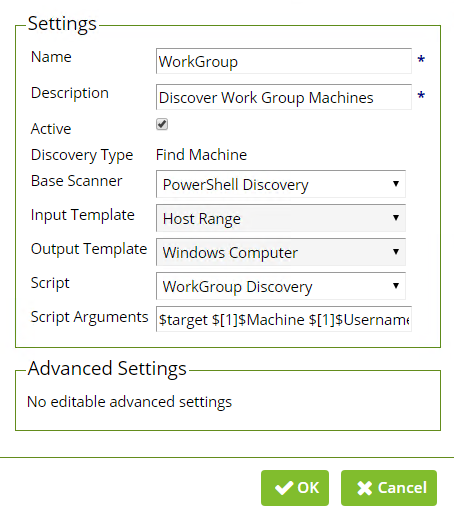 Settings
Name WorkGroup *
Description Discover Work Group Machines *
Active
Discovery Type Find Machine
Base Scanner PowerShell Discovery
Input Template Host Range
Output Template Windows Computer
Script WorkGroup Discovery
Script Arguments $target $[1]$Machine $[1]$Username
Advanced Settings
No editable advanced settings
OK Cancel